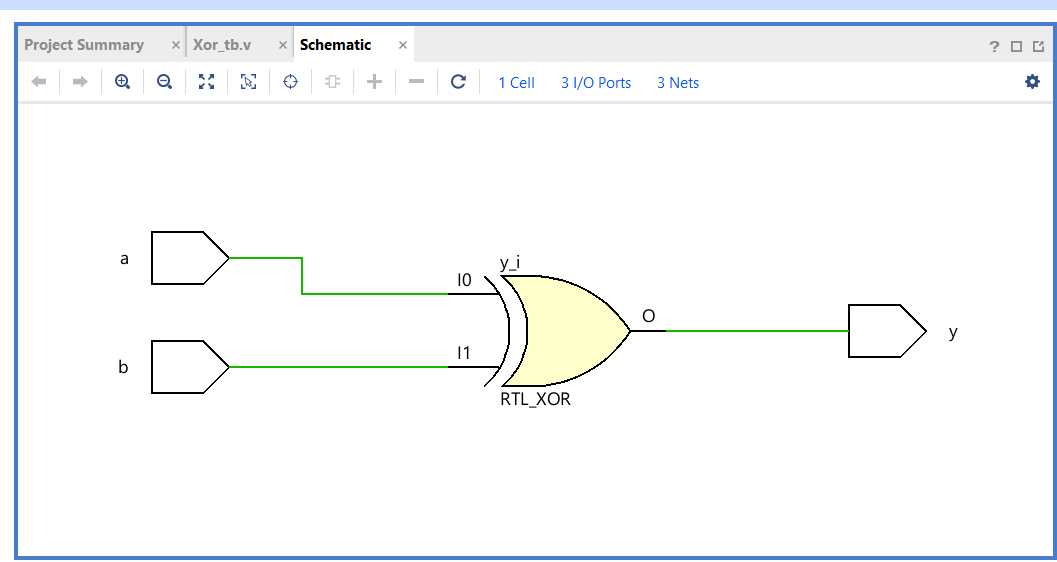 Project Summary × Xor_tb.v × Schematic ×
?
1 Cell 3 I/O Ports 3 Nets
a
y_i
I0
O
y
I1
b
RTL_XOR